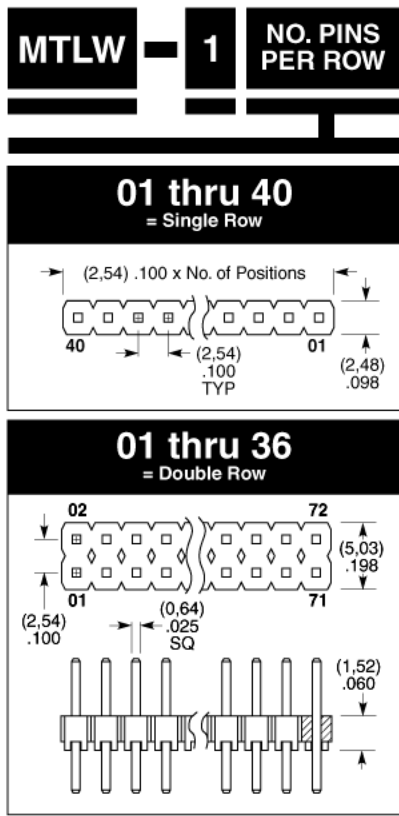 MTLW - 1 NO. PINS PER ROW
01 thru 40
= Single Row
(2,54) .100 x No. of Positions
40
01
(2,54)
.100
TYP
(2,48)
.098
01 thru 36
= Double Row
02
72
(5,03)
.198
01
71
(2,54)
.100
(0,64)
.025
SQ
(1,52)
.060